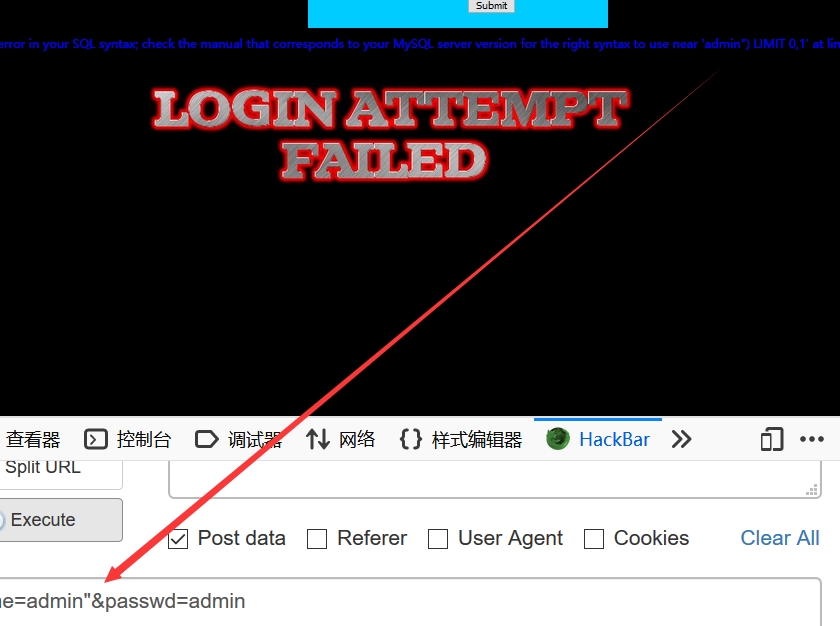 Submit
error in your SQL syntax; check the manual that corresponds to your MySQL server version for the right syntax to use near 'admin") LIMIT 0,1' at lin
LOGIN ATTEMPT
FAILED
查看器 控制台 调试器 网络 样式编辑器 HackBar
Split URL
Execute
Post data Referer User Agent Cookies Clear All
ne=admin"&passwd=admin